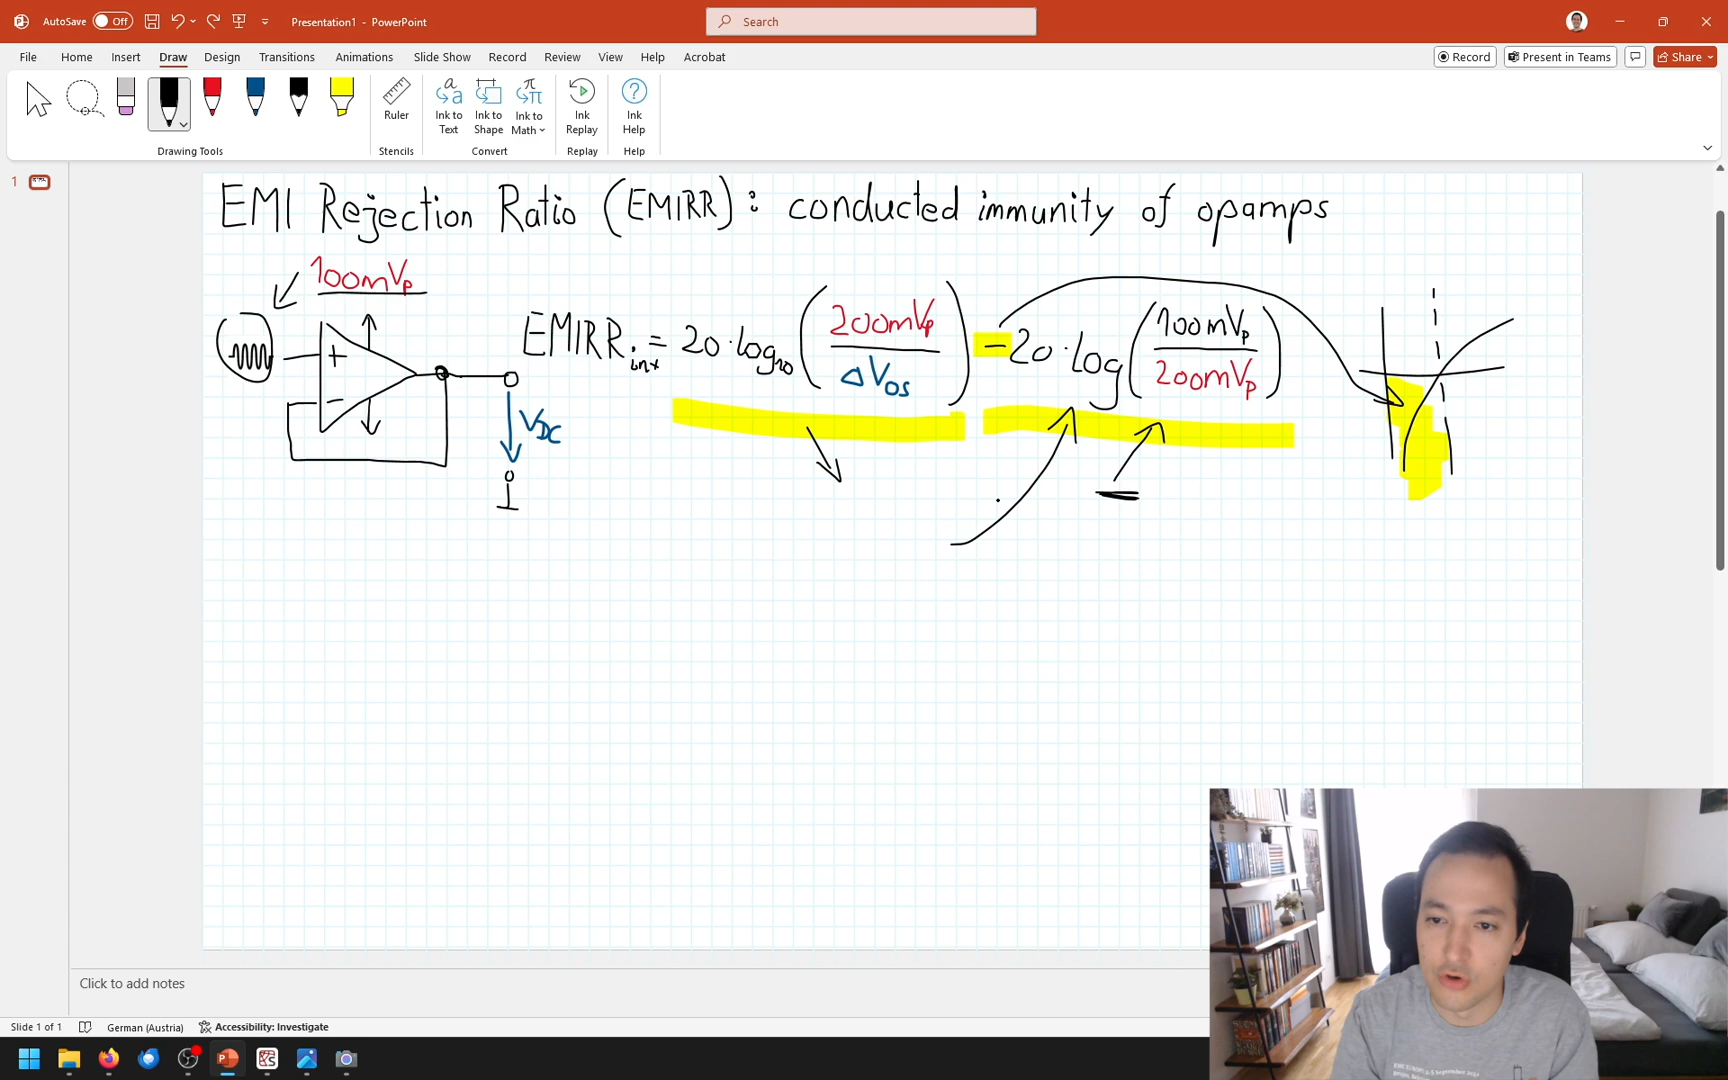 AutoSave Off Presentation1 - PowerPoint Search
File Home Insert Draw Design Transitions Animations Slide Show Record Review View Help Acrobat Record Present in Teams Share
Ruler Ink to Text Ink to Shape Ink to Math Ink Replay Ink Help
Drawing Tools Stencils Convert Replay Help
1
EMI Rejection Ratio (EMIRR): conducted immunity of opamps
100mVp
EMIRR in+ = 20·log10 (200mVp / ΔVos) - 20·log (100mVp / 200mVp)
+
-
VDC
Click to add notes
Slide 1 of 1 German (Austria) Accessibility: Investigate